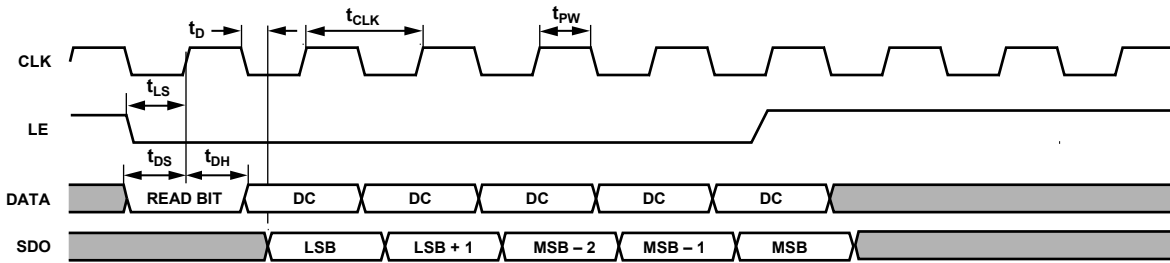 tD
tCLK
tPW
CLK
tLS
LE
tDS
tDH
DATA
READ BIT
DC
DC
DC
DC
DC
SDO
LSB
LSB + 1
MSB – 2
MSB – 1
MSB